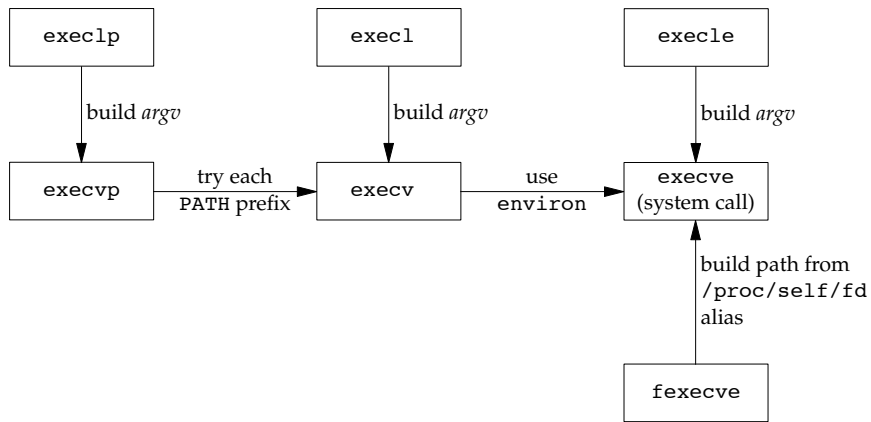 execlp
execl
execle
build argv
build argv
build argv
execvp
try each
PATH prefix
execv
use
environ
execve
(system call)
build path from
/proc/self/fd
alias
fexecve